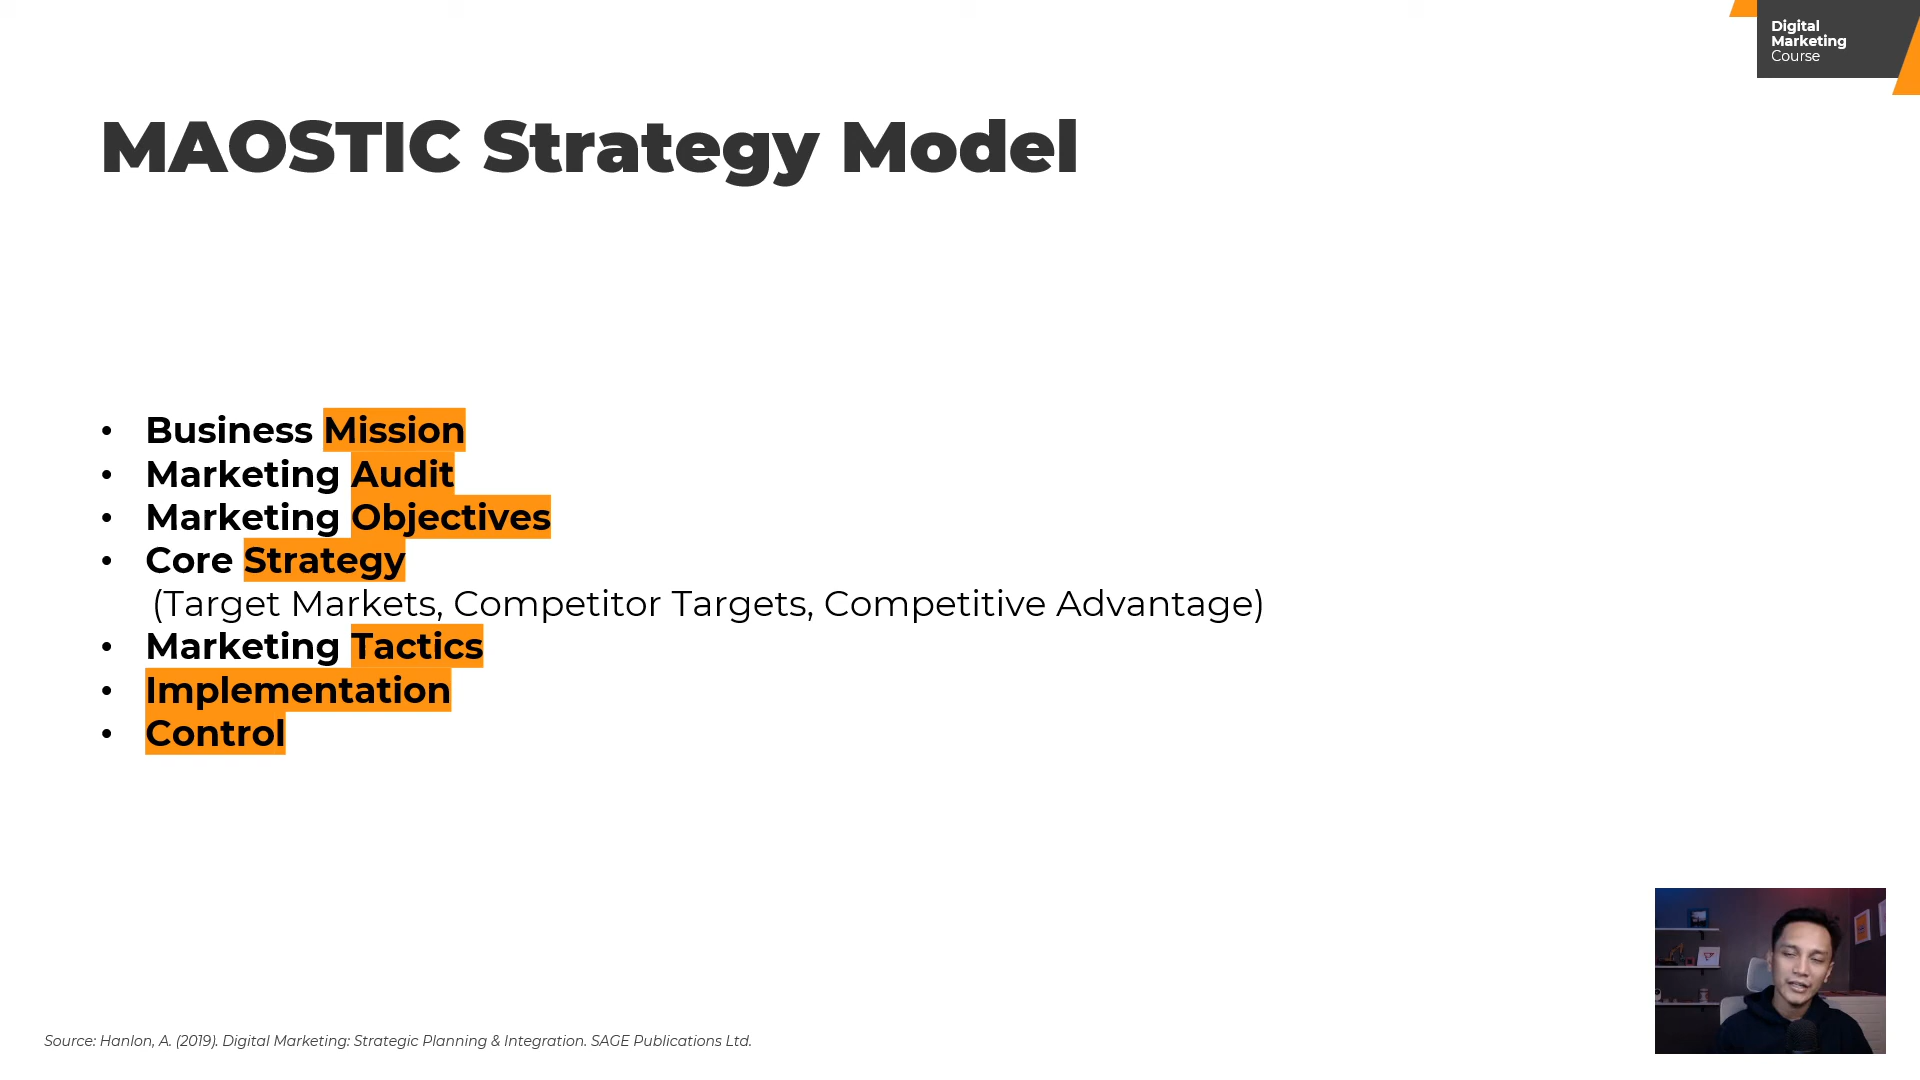 Digital
Marketing
Course
MAOSTIC Strategy Model
• Business Mission
• Marketing Audit
• Marketing Objectives
• Core Strategy
(Target Markets, Competitor Targets, Competitive Advantage)
• Marketing Tactics
• Implementation
• Control
Source: Hanlon, A. (2019). Digital Marketing: Strategic Planning & Integration. SAGE Publications Ltd.